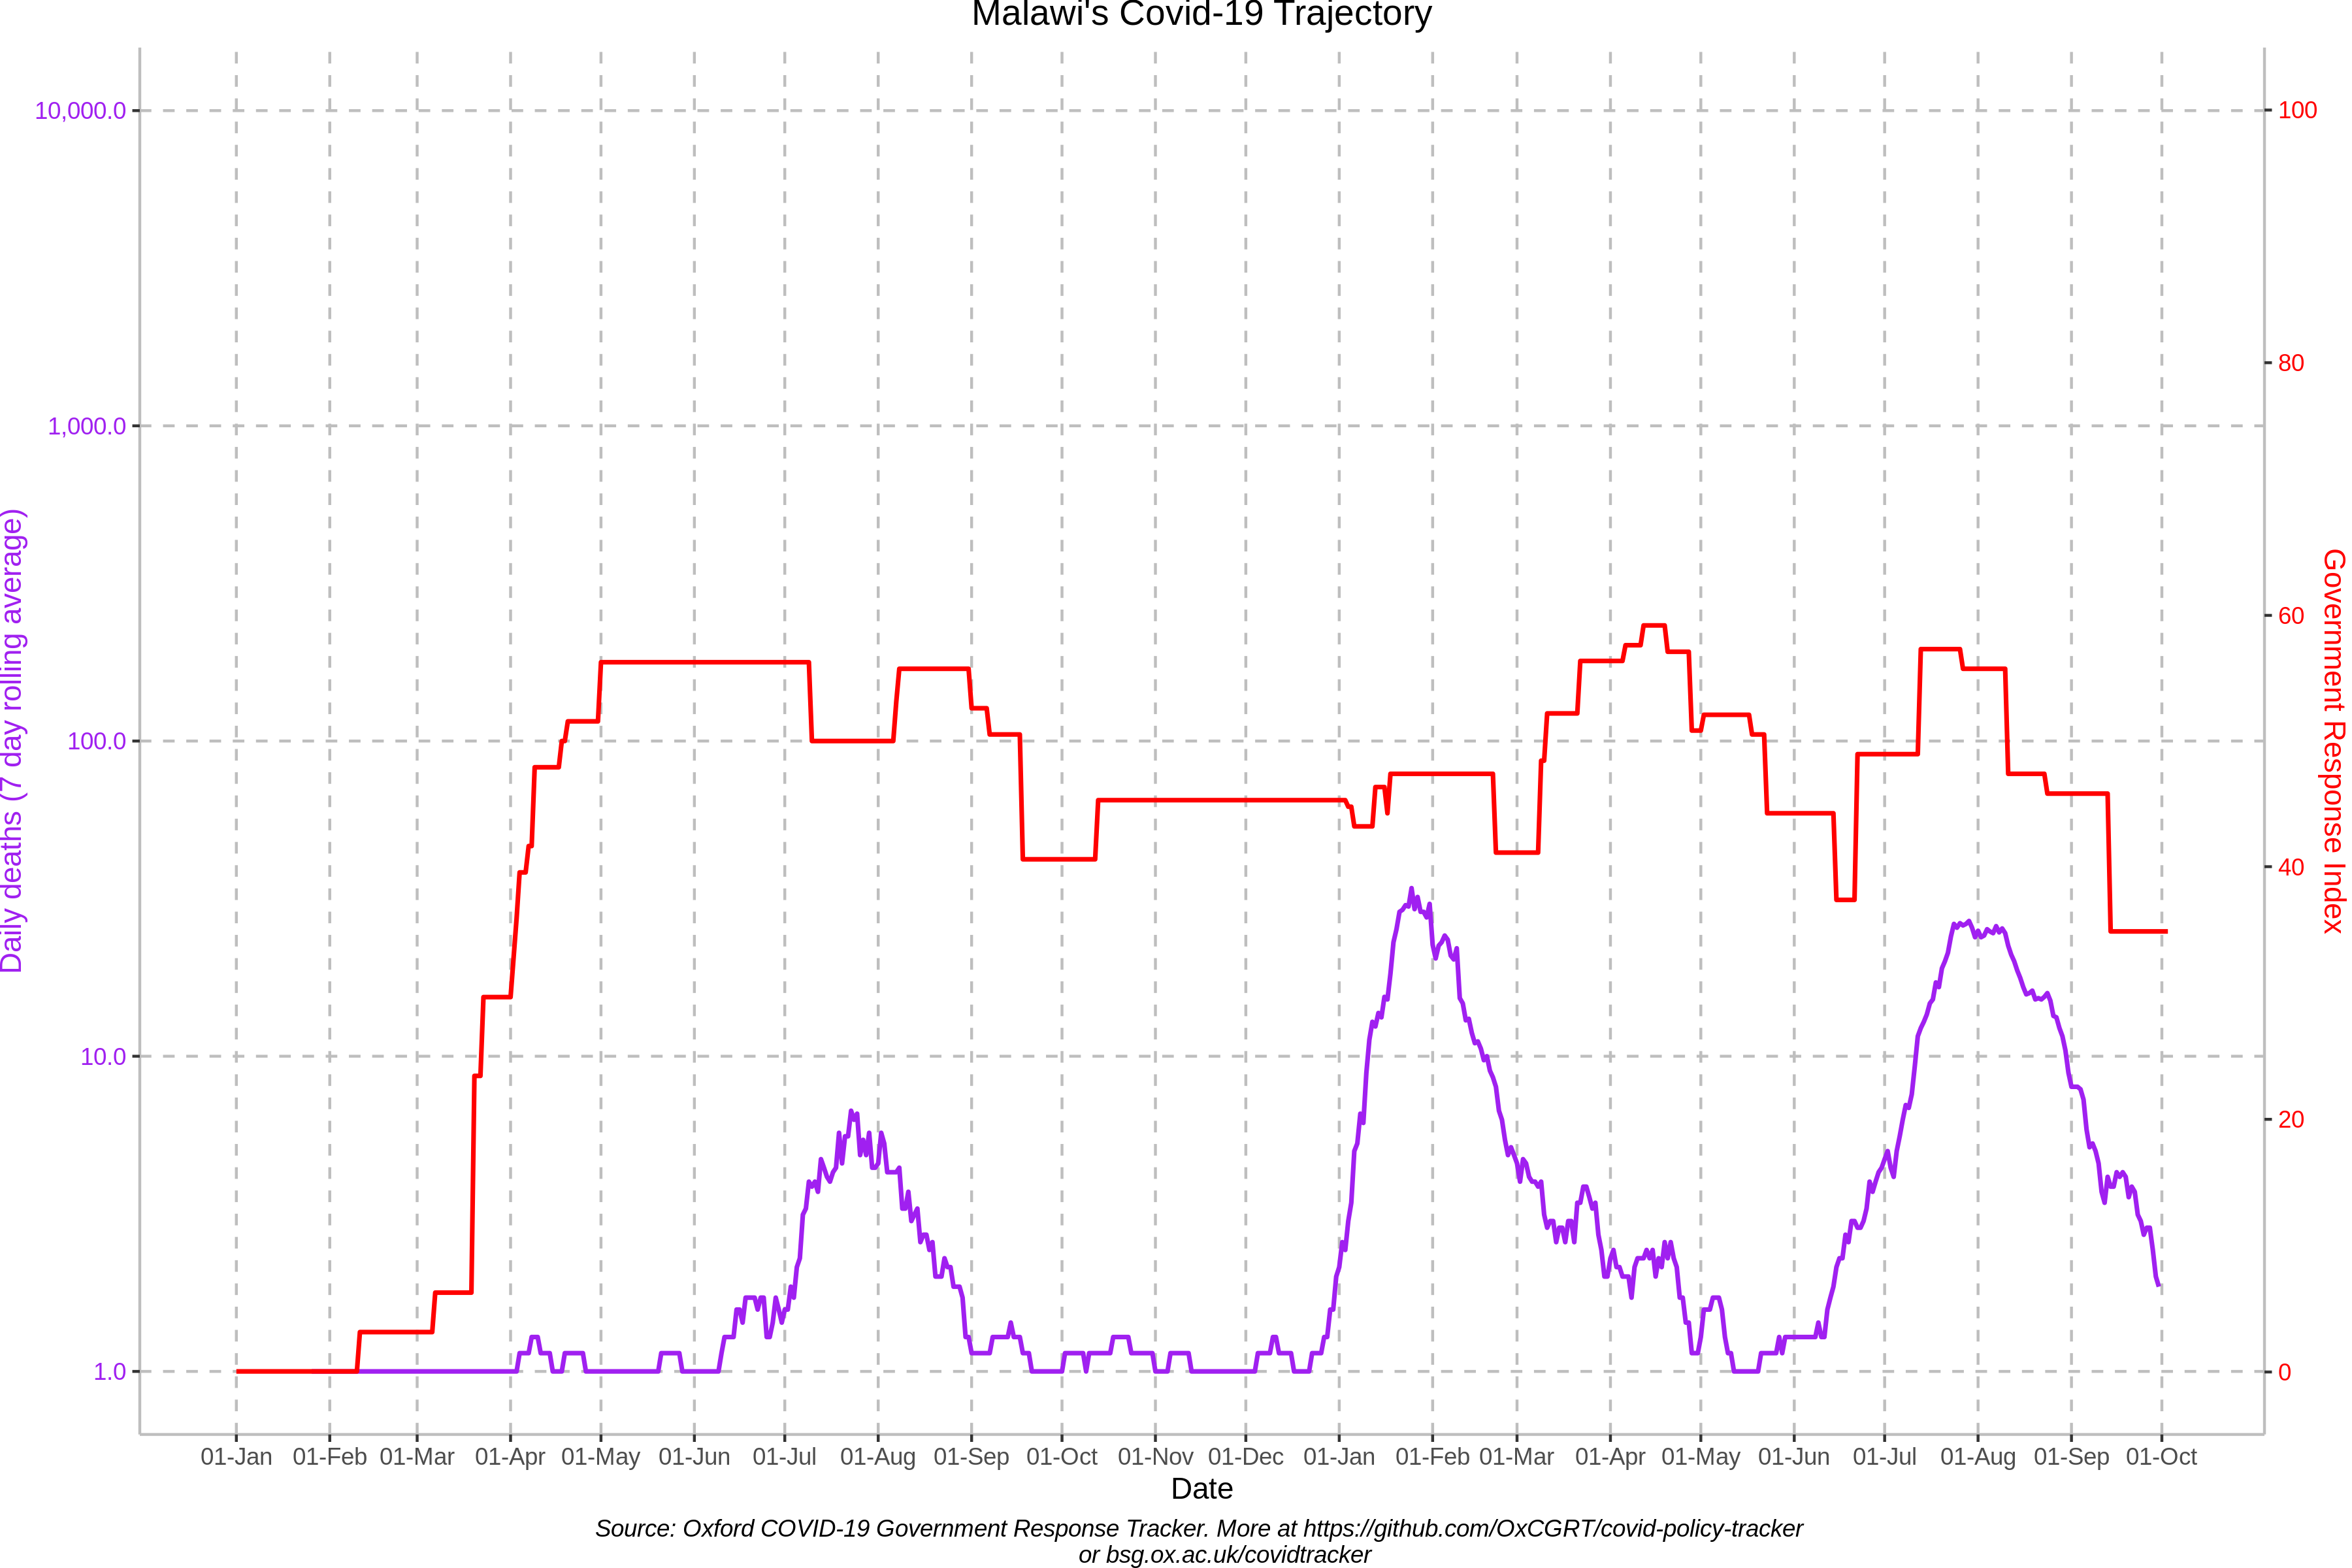 Malawi's Covid-19 Trajectory
10,000.0
1,000.0
100.0
10.0
1.0
Daily deaths (7 day rolling average)
100
80
60
40
20
0
Government Response Index
01-Jan 01-Feb 01-Mar 01-Apr 01-May 01-Jun 01-Jul 01-Aug 01-Sep 01-Oct 01-Nov 01-Dec 01-Jan 01-Feb 01-Mar 01-Apr 01-May 01-Jun 01-Jul 01-Aug 01-Sep 01-Oct
Date
Source: Oxford COVID-19 Government Response Tracker. More at https://github.com/OxCGRT/covid-policy-tracker
or bsg.ox.ac.uk/covidtracker